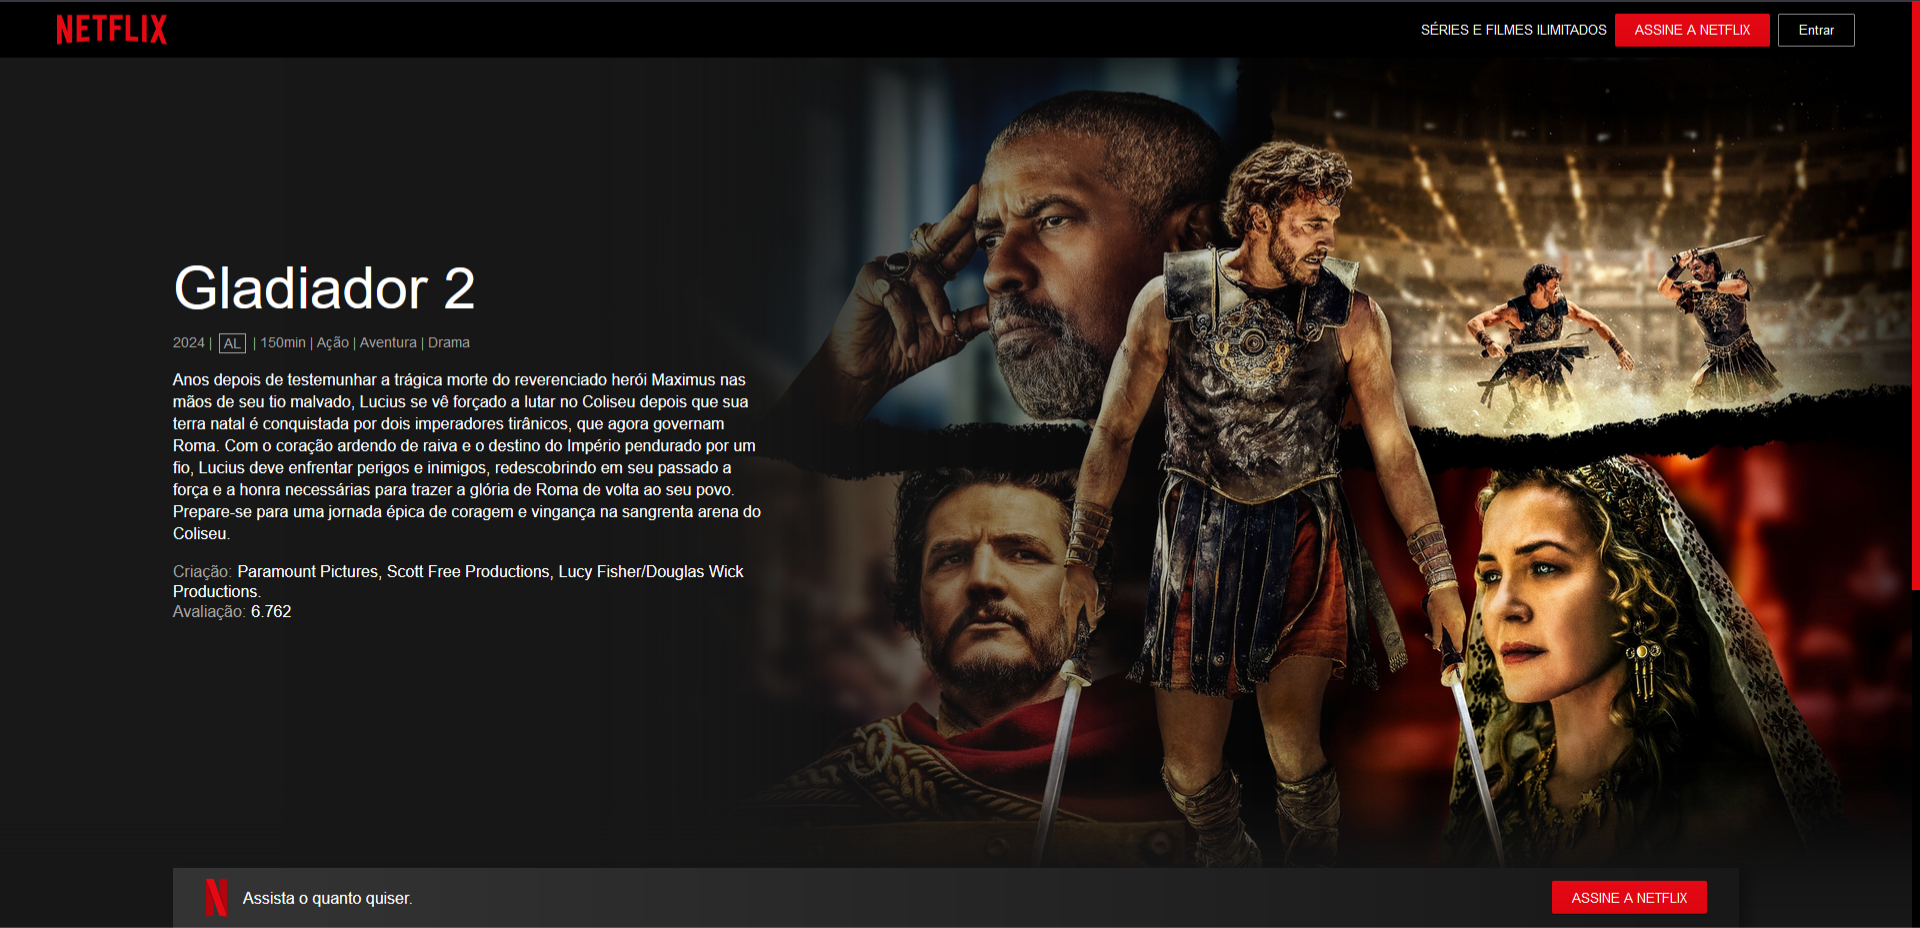 NETFLIX
SÉRIES E FILMES ILIMITADOS
ASSINE A NETFLIX
Entrar
Gladiador 2
2024 | AL | 150min | Ação | Aventura | Drama
Anos depois de testemunhar a trágica morte do reverenciado herói Maximus nas
mãos de seu tio malvado, Lucius se vê forçado a lutar no Coliseu depois que sua
terra natal é conquistada por dois imperadores tirânicos, que agora governam
Roma. Com o coração ardendo de raiva e o destino do Império pendurado por um
fio, Lucius deve enfrentar perigos e inimigos, redescobrindo em seu passado a
força e a honra necessárias para trazer a glória de Roma de volta ao seu povo.
Prepare-se para uma jornada épica de coragem e vingança na sangrenta arena do
Coliseu.
Criação: Paramount Pictures, Scott Free Productions, Lucy Fisher/Douglas Wick
Productions.
Avaliação: 6.762
N
Assista o quanto quiser.
ASSINE A NETFLIX